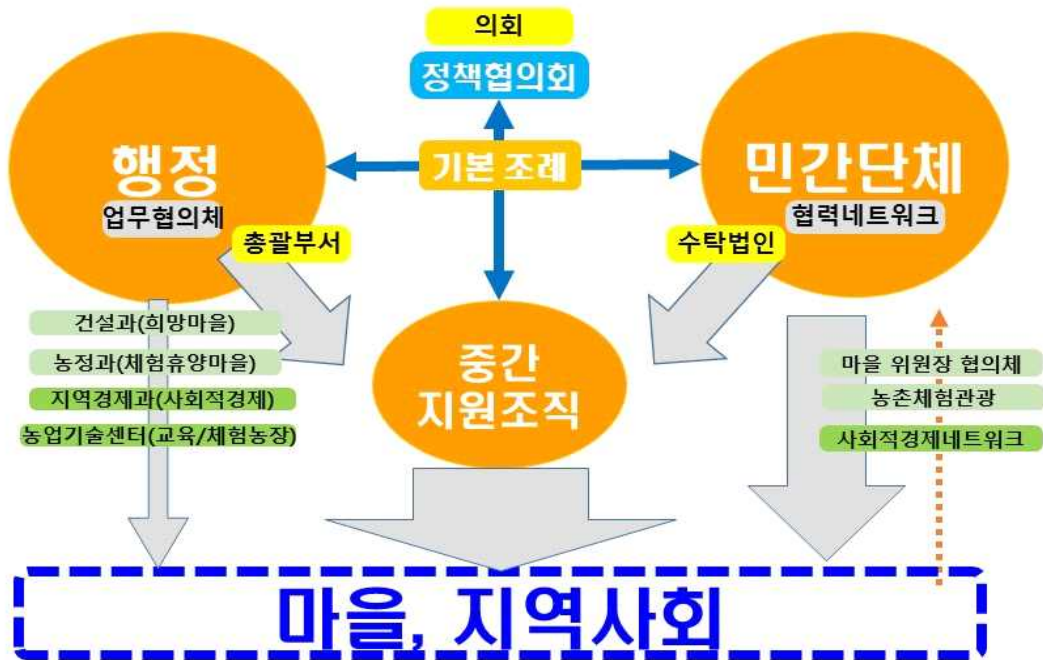 의회
정책협의회
행정
업무협의체
기본 조례
민간단체
협력네트워크
총괄부서
수탁법인
건설과(희망마을)
농정과(체험휴양마을)
지역경제과(사회적경제)
농업기술센터(교육/체험농장)
중간
지원조직
마을 위원장 협의체
농촌체험관광
사회적경제네트워크
마을, 지역사회